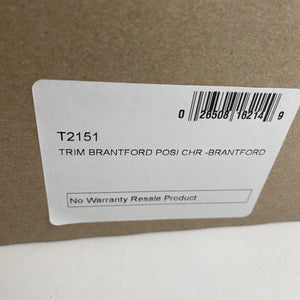 0 26508 16214 9
T2151
TRIM BRANTFORD POSI CHR -BRANTFORD
No Warranty Resale Product